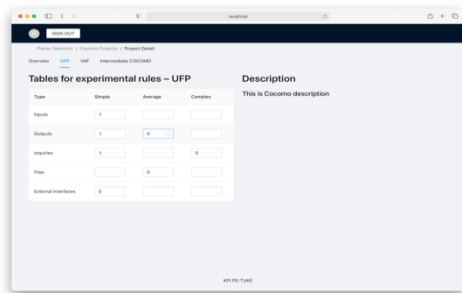 localhost
SIGN OUT
Planer Selection / Cocomo Projects / Project Detail
Overview UFP VAF Intermediate COCOMO
Tables for experimental rules – UFP
Type Simple Average Complex
Inputs 1
Outputs 1 0
Inquiries 1 0
Files 0
External Interfaces 0
Description
This is Cocomo description
KPI FEI TUKE